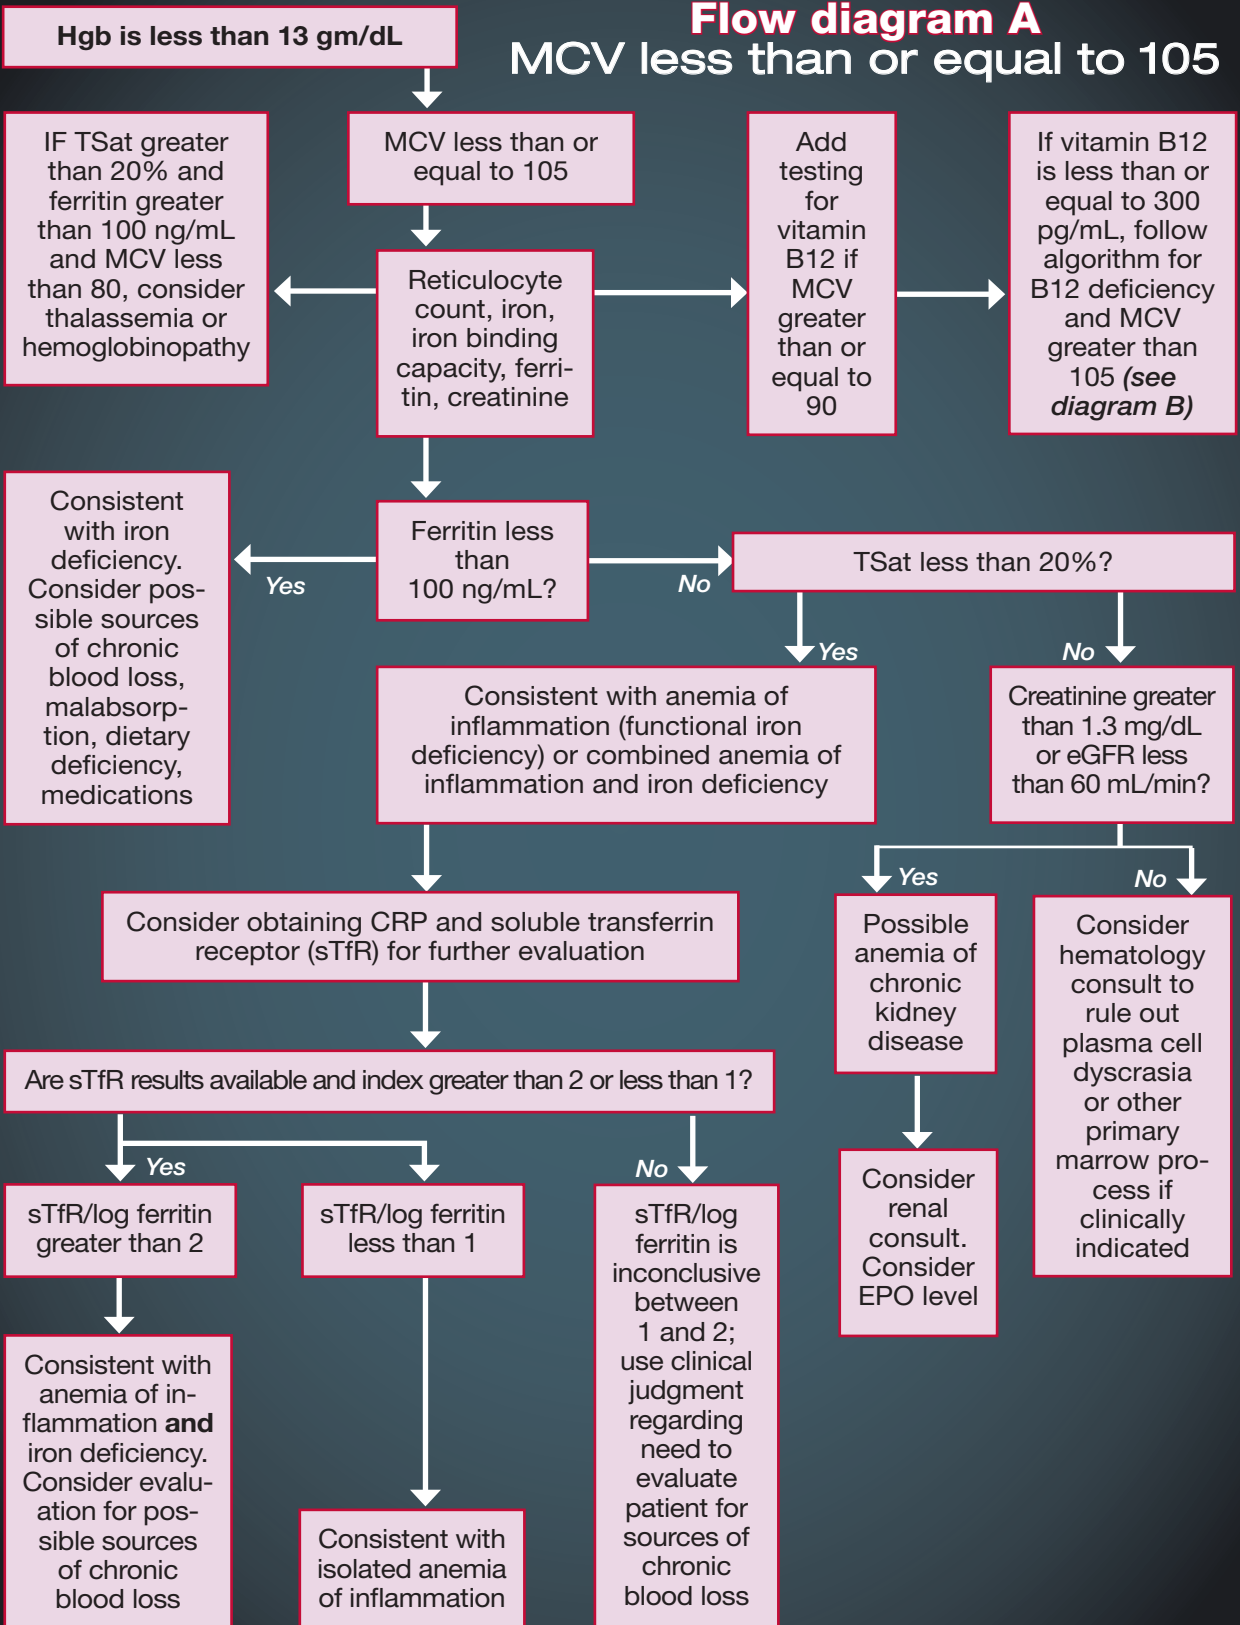 Flow diagram A
MCV less than or equal to 105
Hgb is less than 13 gm/dL
MCV less than or
equal to 105
IF TSat greater
than 20% and
ferritin greater
than 100 ng/mL
and MCV less
than 80, consider
thalassemia or
hemoglobinopathy
Reticulocyte
count, iron,
iron binding
capacity, ferri-
tin, creatinine
Add
testing
for
vitamin
B12 if
MCV
greater
than or
equal to
90
If vitamin B12
is less than or
equal to 300
pg/mL, follow
algorithm for
B12 deficiency
and MCV
greater than
105 (see
diagram B)
Ferritin less
than
100 ng/mL?
Yes
Consistent
with iron
deficiency.
Consider pos-
sible sources
of chronic
blood loss,
malabsorp-
tion, dietary
deficiency,
medications
No
TSat less than 20%?
Yes
Consistent with anemia of
inflammation (functional iron
deficiency) or combined anemia of
inflammation and iron deficiency
No
Creatinine greater
than 1.3 mg/dL
or eGFR less
than 60 mL/min?
Yes
Possible
anemia of
chronic
kidney
disease
Consider
renal
consult.
Consider
EPO level
No
Consider
hematology
consult to
rule out
plasma cell
dyscrasia
or other
primary
marrow pro-
cess if
clinically
indicated
Consider obtaining CRP and soluble transferrin
receptor (sTfR) for further evaluation
Are sTfR results available and index greater than 2 or less than 1?
Yes
sTfR/log ferritin
greater than 2
Consistent with
anemia of in-
flammation and
iron deficiency.
Consider evalu-
ation for pos-
sible sources
of chronic
blood loss
sTfR/log ferritin
less than 1
Consistent with
isolated anemia
of inflammation
No
sTfR/log
ferritin is
inconclusive
between
1 and 2;
use clinical
judgment
regarding
need to
evaluate
patient for
sources of
chronic
blood loss